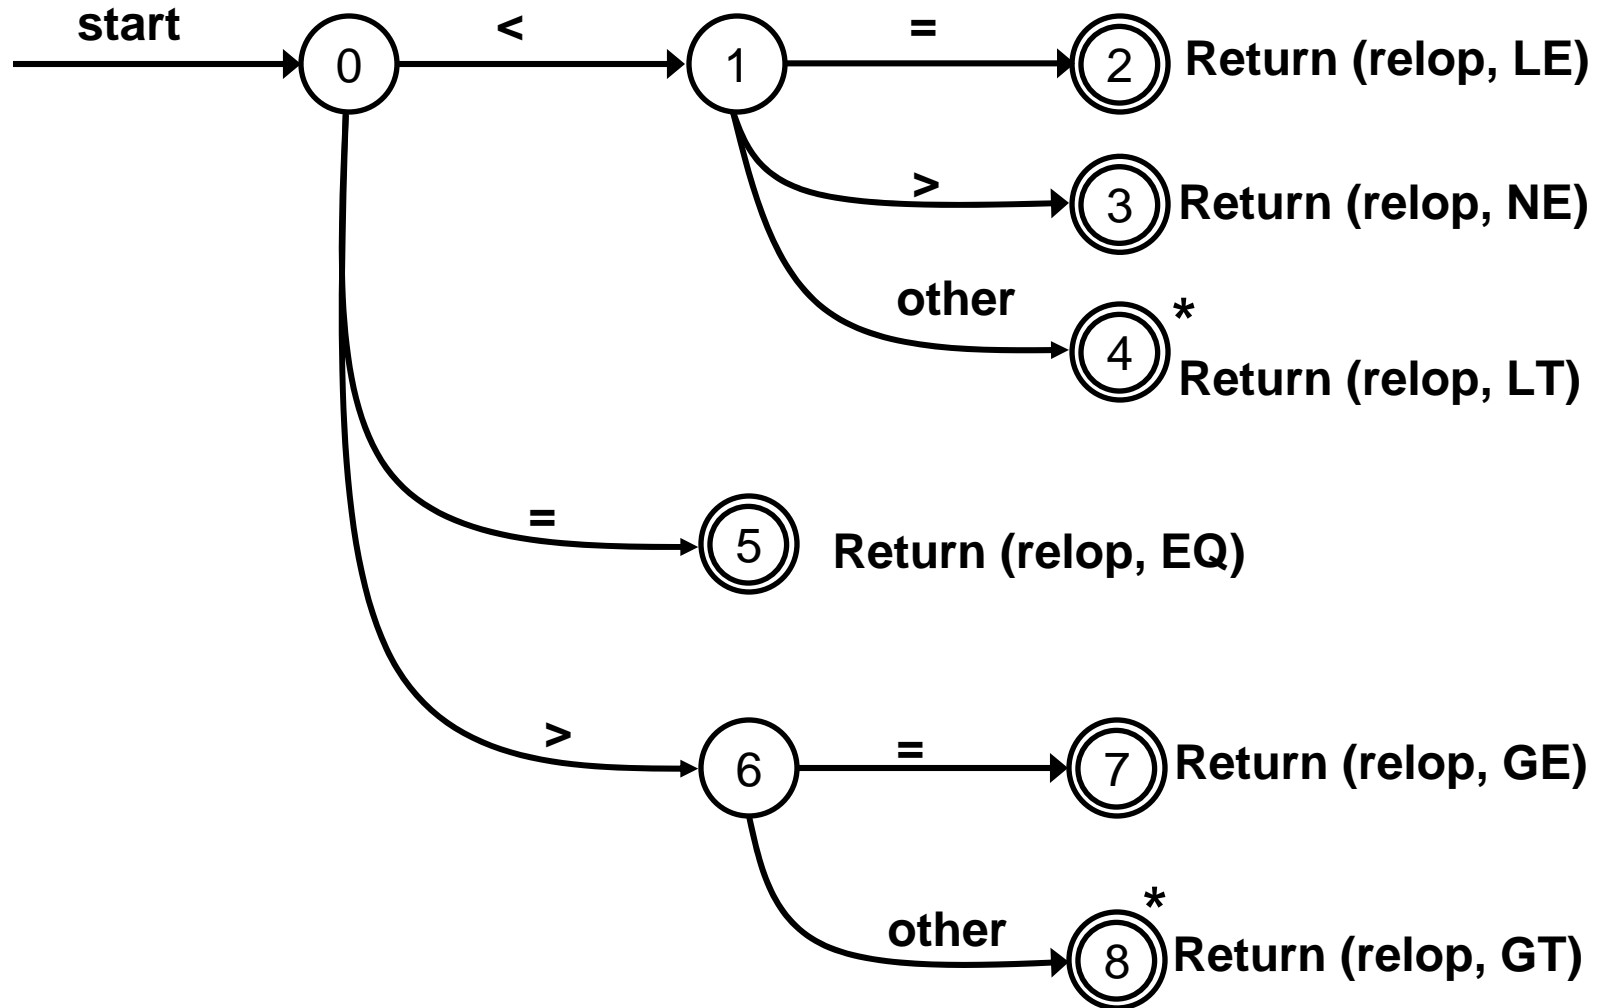 start
<
=
0
1
2
Return (relop, LE)
>
3
Return (relop, NE)
other
*
4
Return (relop, LT)
=
5
Return (relop, EQ)
>
6
=
7
Return (relop, GE)
other
*
8
Return (relop, GT)